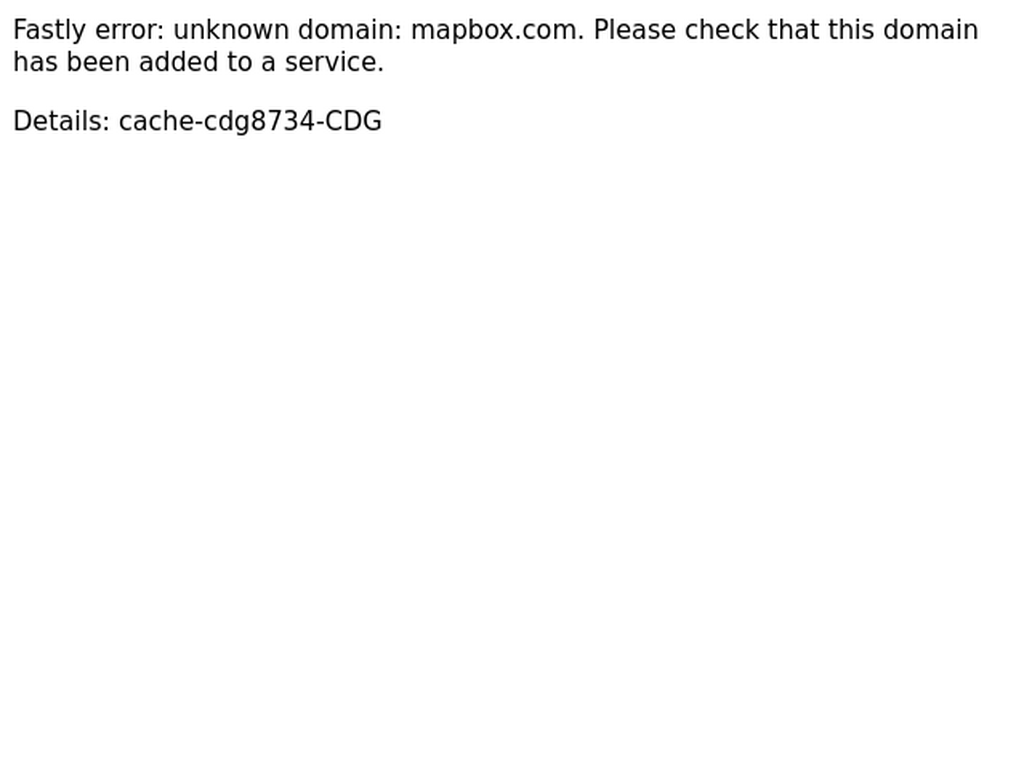 Fastly error: unknown domain: mapbox.com. Please check that this domain
has been added to a service.
Details: cache-cdg8734-CDG